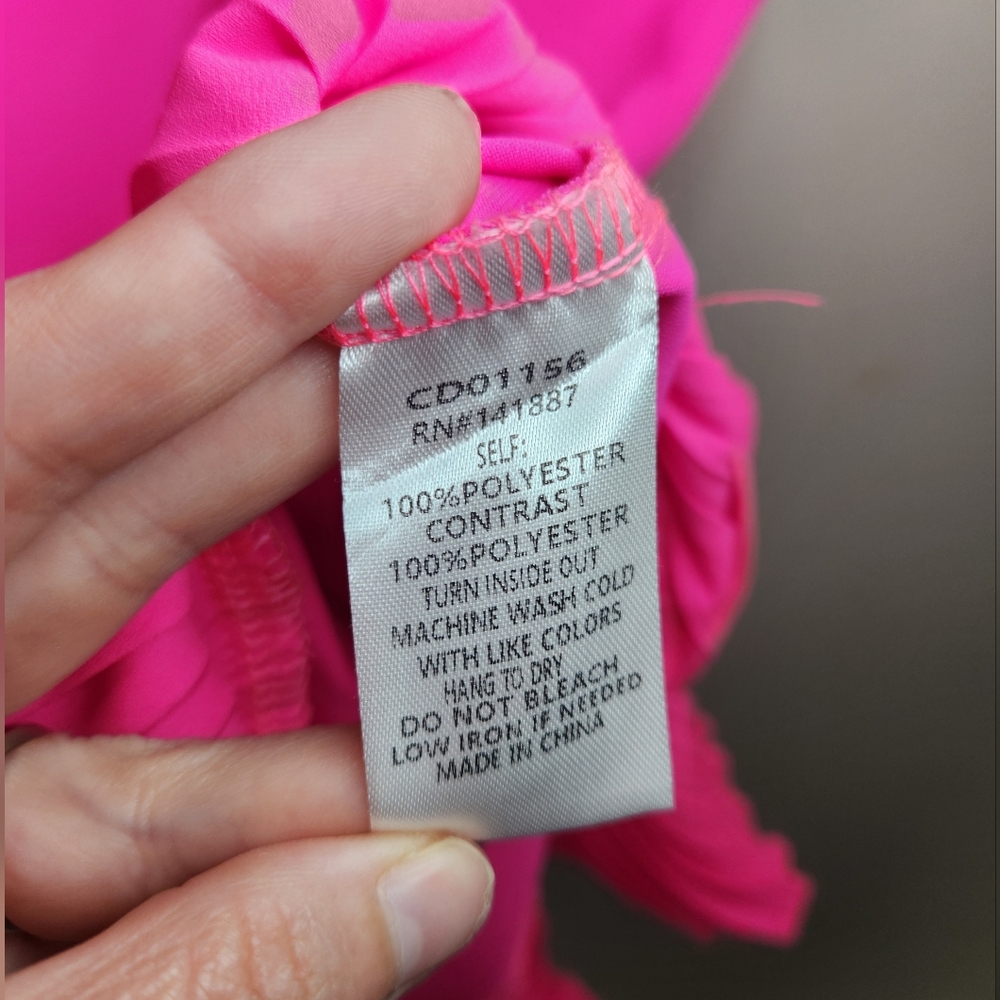 CD01156
RN#141887
SELF:
100%POLYESTER
CONTRAST
100%POLYESTER
TURN INSIDE OUT
MACHINE WASH COLD
WITH LIKE COLORS
HANG TO DRY
DO NOT BLEACH
LOW IRON IF NEEDED
MADE IN CHINA